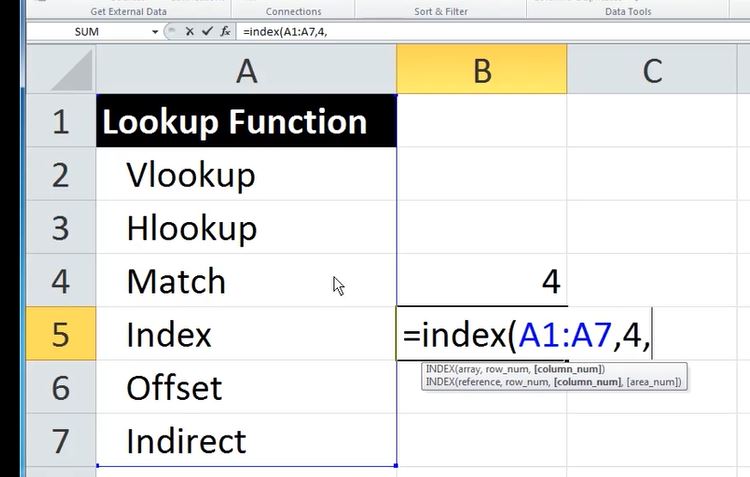 Get External Data
Connections
Sort & Filter
Data Tools
SUM
fx
=index(A1:A7,4,
A
B
C
1
Lookup Function
2
Vlookup
3
Hlookup
4
Match
4
5
Index
=index(A1:A7,4,
INDEX(array, row_num, [column_num])
INDEX(reference, row_num, [column_num], [area_num])
6
Offset
7
Indirect